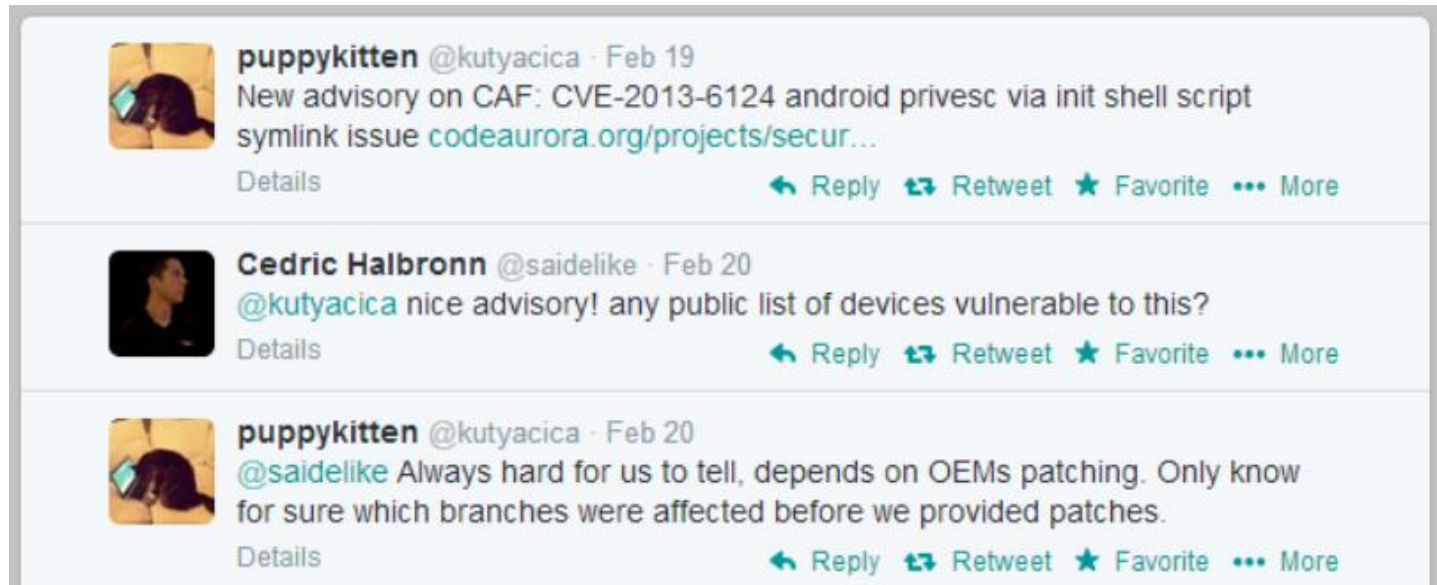 puppykitten @kutyacica · Feb 19
New advisory on CAF: CVE-2013-6124 android privesc via init shell script
symlink issue codeaurora.org/projects/secur...
Details
Reply Retweet Favorite More
Cedric Halbronn @saidelike · Feb 20
@kutyacica nice advisory! any public list of devices vulnerable to this?
Details
Reply Retweet Favorite More
puppykitten @kutyacica · Feb 20
@saidelike Always hard for us to tell, depends on OEMs patching. Only know
for sure which branches were affected before we provided patches.
Details
Reply Retweet Favorite More